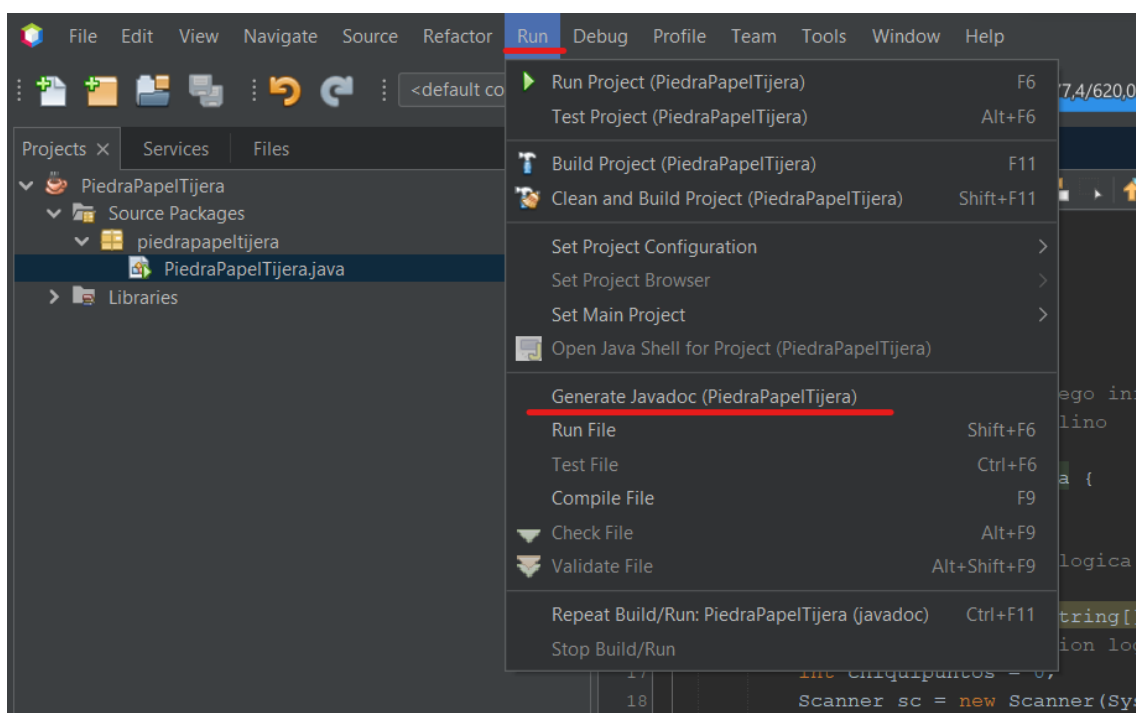 File Edit View Navigate Source Refactor Run Debug Profile Team Tools Window Help
<default co
7,4/620,0
Projects × Services Files
PiedraPapelTijera
Source Packages
piedrapapeltijera
PiedraPapelTijera.java
Libraries
Run Project (PiedraPapelTijera) F6
Test Project (PiedraPapelTijera) Alt+F6
Build Project (PiedraPapelTijera) F11
Clean and Build Project (PiedraPapelTijera) Shift+F11
Set Project Configuration
Set Project Browser
Set Main Project
Open Java Shell for Project (PiedraPapelTijera)
Generate Javadoc (PiedraPapelTijera)
Run File Shift+F6
Test File Ctrl+F6
Compile File F9
Check File Alt+F9
Validate File Alt+Shift+F9
Repeat Build/Run: PiedraPapelTijera (javadoc) Ctrl+F11
Stop Build/Run
ego in
lino
a {
logica
tring[]
ion lo
17 int chiquipuntos = 0;
18 Scanner sc = new Scanner(Sys